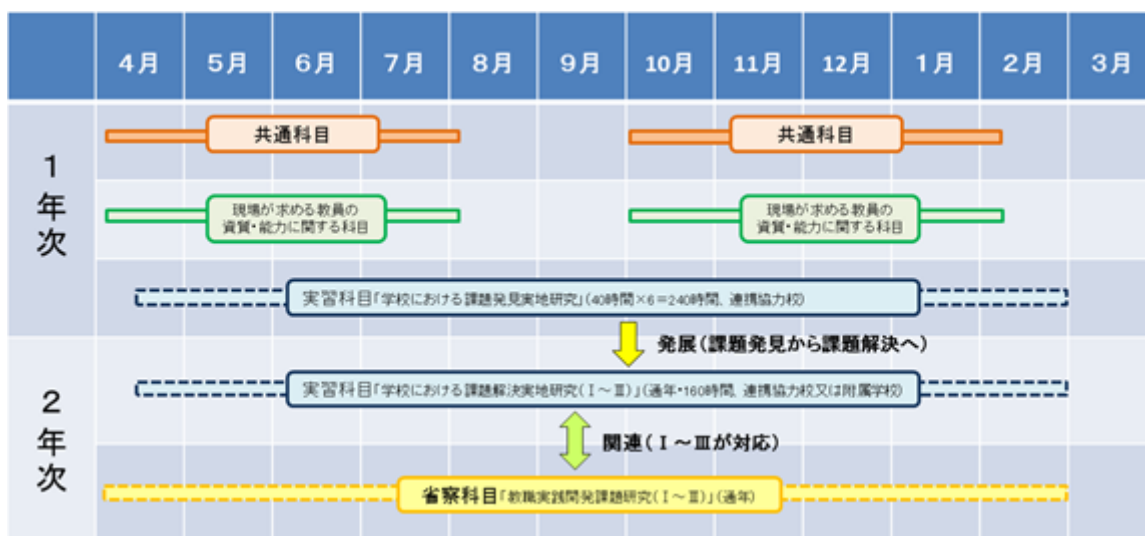 ４月 ５月 ６月 ７月 ８月 ９月 10月 11月 12月 １月 ２月 ３月
１年次
共通科目 共通科目
現場が求める教員の 現場が求める教員の
資質・能力に関する科目 資質・能力に関する科目
実習科目「学校における課題発見実地研究」（40時間×6＝240時間、連携協力校）
発展（課題発見から課題解決へ）
２年次
実習科目「学校における課題解決実地研究（Ⅰ～Ⅲ）」（通年・160時間、連携協力校又は附属学校）
関連（Ⅰ～Ⅲが対応）
省察科目「教職実践開発課題研究（Ⅰ～Ⅲ）」（通年）